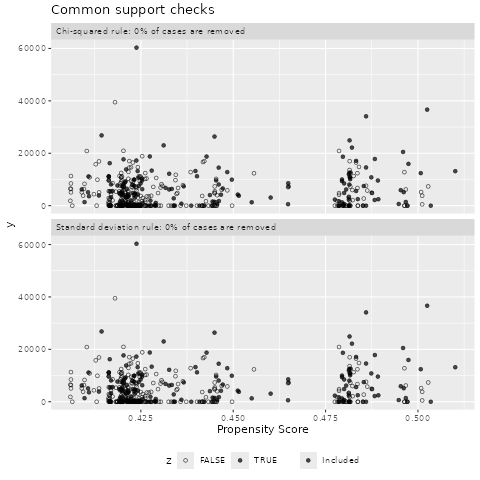 Common support checks
Chi-squared rule: 0% of cases are removed
60000
40000
20000
0
y
Standard deviation rule: 0% of cases are removed
60000
40000
20000
0
0.425 0.450 0.475 0.500
Propensity Score
z FALSE TRUE Included